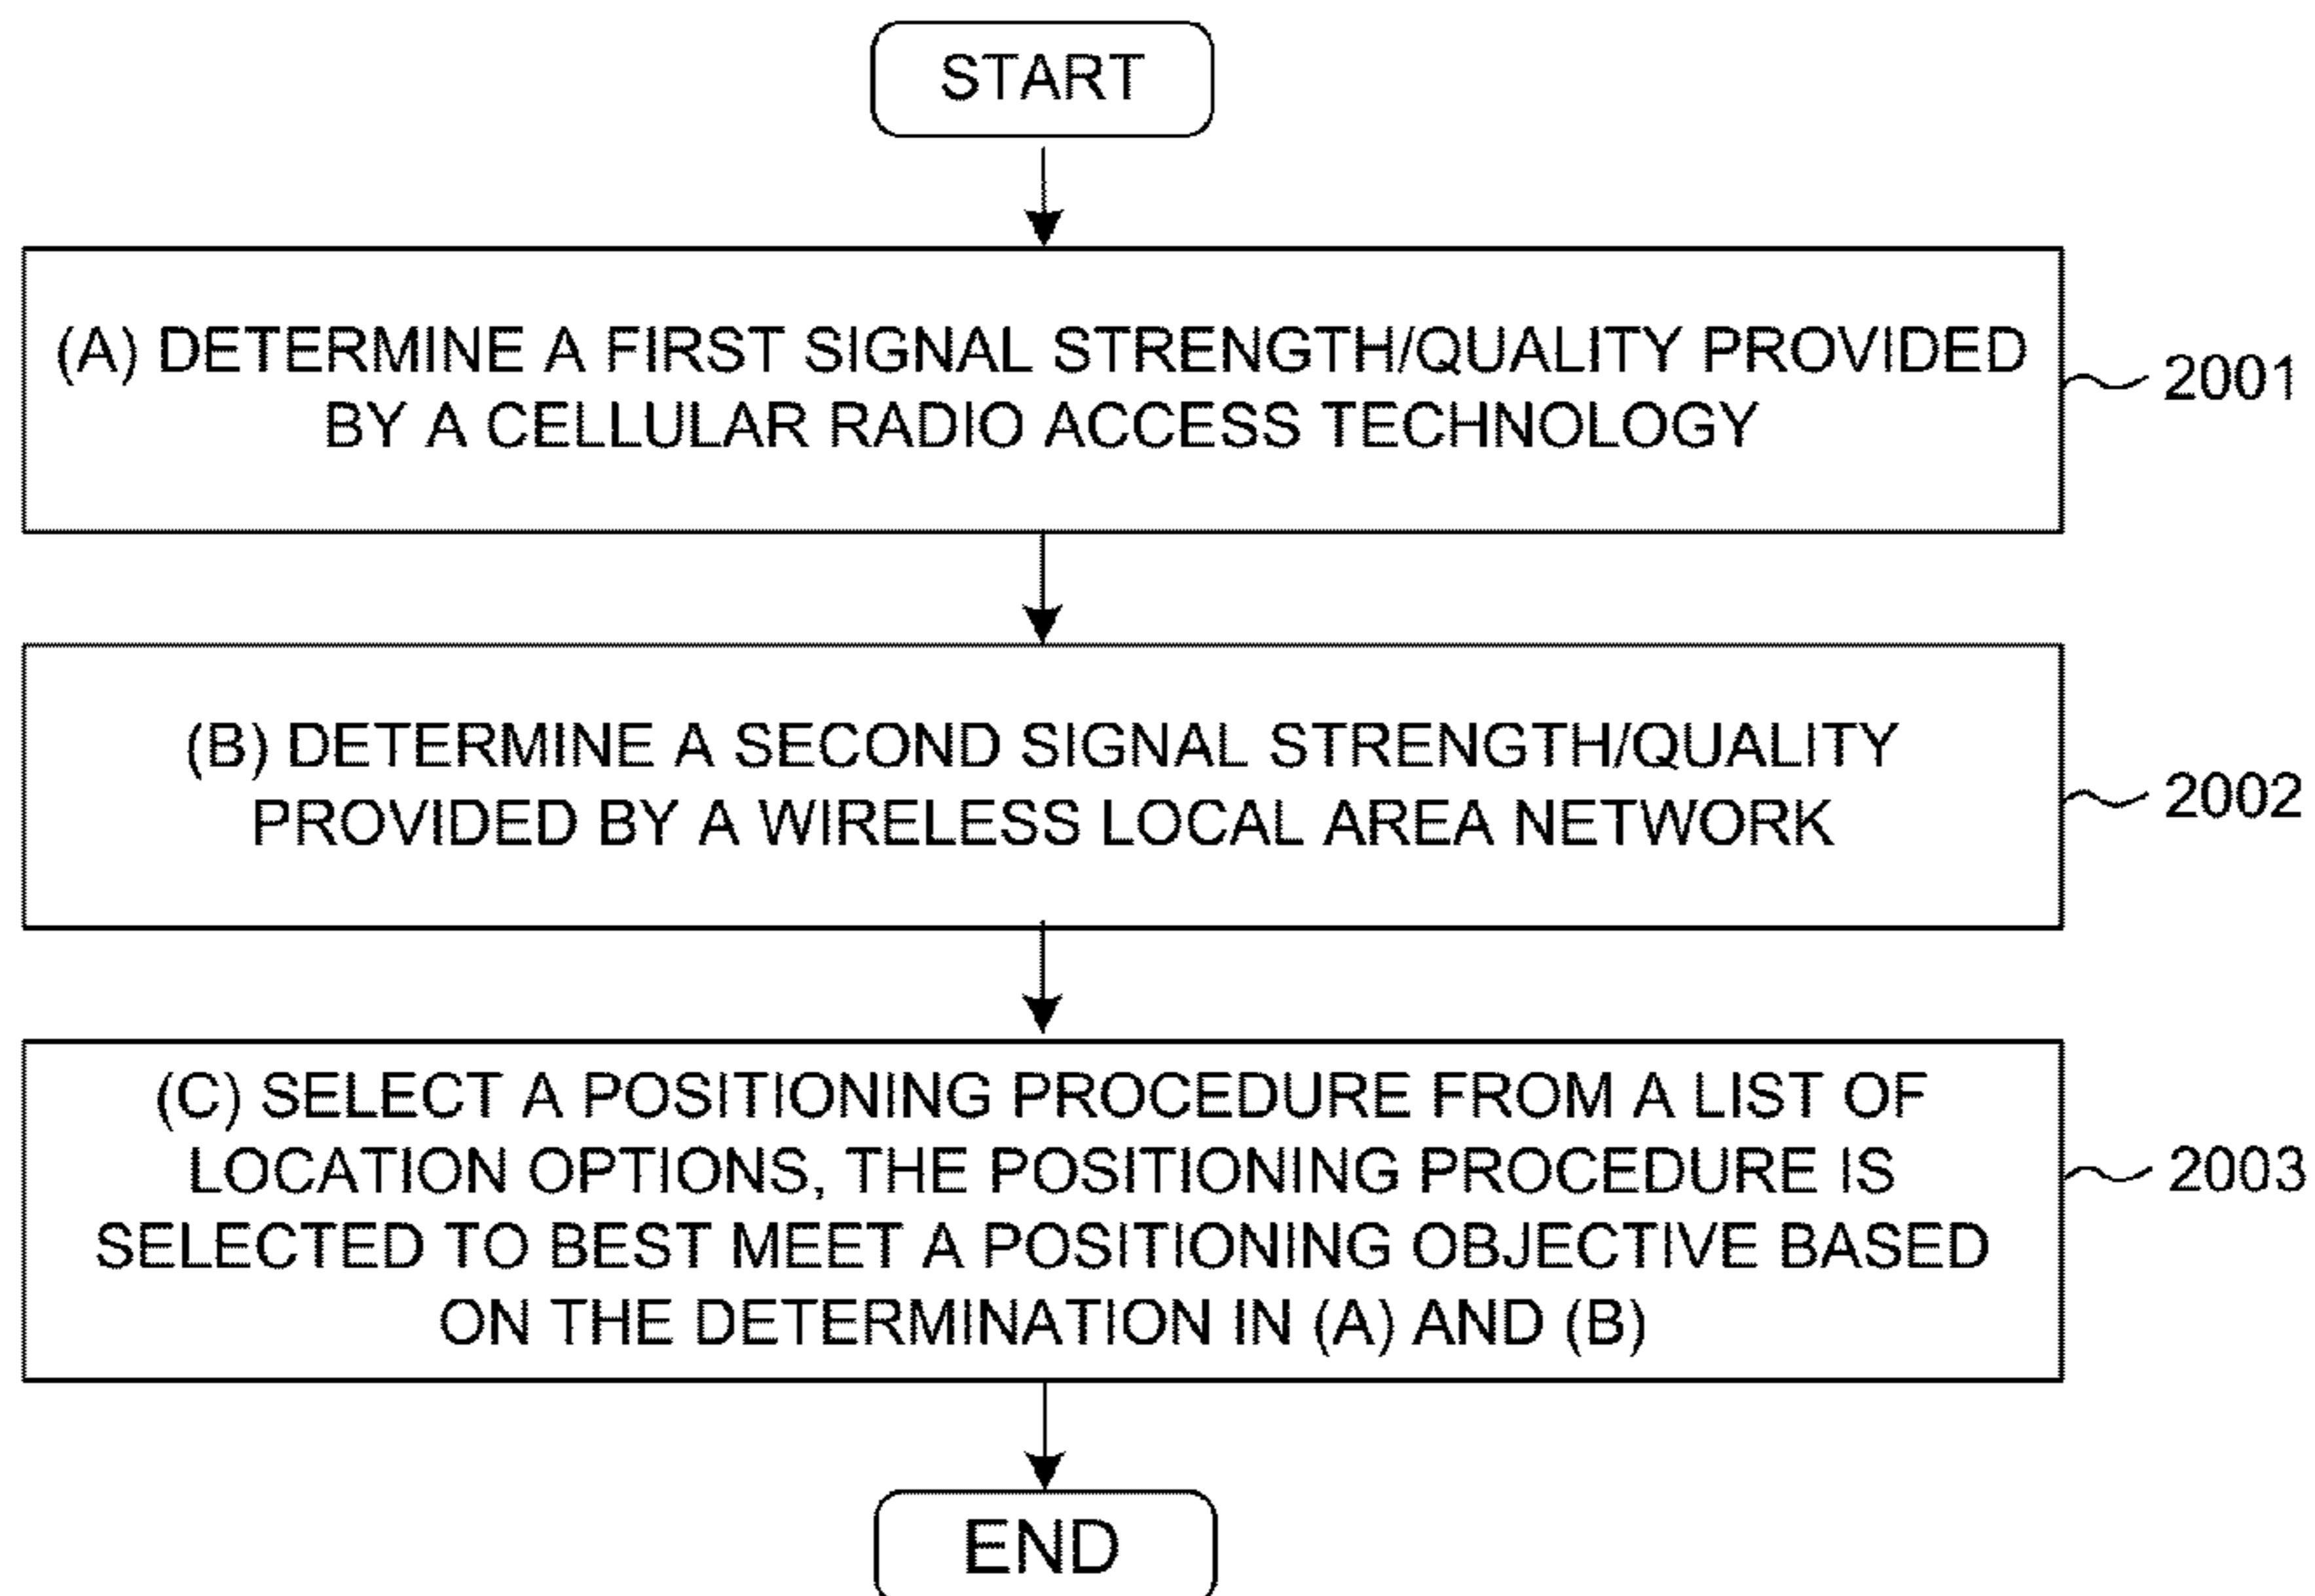 START
(A) DETERMINE A FIRST SIGNAL STRENGTH/QUALITY PROVIDED
BY A CELLULAR RADIO ACCESS TECHNOLOGY
2001
(B) DETERMINE A SECOND SIGNAL STRENGTH/QUALITY
PROVIDED BY A WIRELESS LOCAL AREA NETWORK
2002
(C) SELECT A POSITIONING PROCEDURE FROM A LIST OF
LOCATION OPTIONS, THE POSITIONING PROCEDURE IS
SELECTED TO BEST MEET A POSITIONING OBJECTIVE BASED
ON THE DETERMINATION IN (A) AND (B)
2003
END